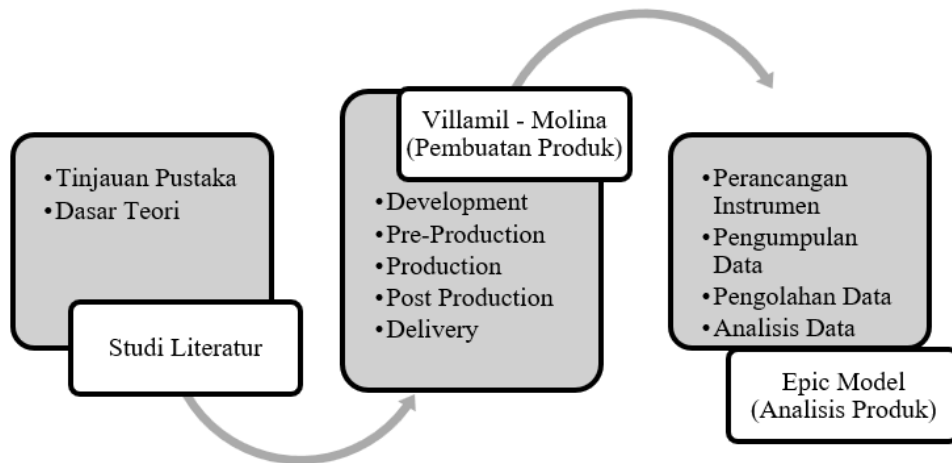 •Tinjauan Pustaka
•Dasar Teori
Studi Literatur
Villamil - Molina
(Pembuatan Produk)
•Development
•Pre-Production
•Production
•Post Production
•Delivery
•Perancangan
Instrumen
•Pengumpulan
Data
•Pengolahan Data
•Analisis Data
Epic Model
(Analisis Produk)